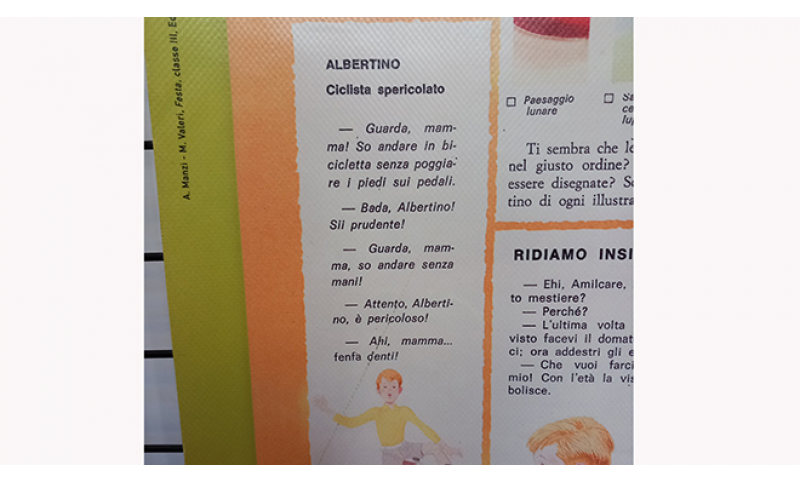 A. Manzi - M. Valeri, Festa, classe III, Ed
ALBERTINO
Ciclista spericolato
— Guarda, mam-
ma! So andare in bi-
cicletta senza poggia-
re i piedi sui pedali.
— Bada, Albertino!
Sii prudente!
— Guarda, mam-
ma, so andare senza
mani!
— Attento, Alberti-
no, è pericoloso!
— Ahi, mamma...
fenfa denti!
☐ Paesaggio
lunare
☐
Ti sembra che
nel giusto ordine?
essere disegnate?
tino di ogni illustra
RIDIAMO INSI
— Ehi, Amilcare,
to mestiere?
— Perché?
— L'ultima volta
visto facevi il domat
ci; ora addestri gli
— Che vuoi farci
mio! Con l'età la vis
bolisce.